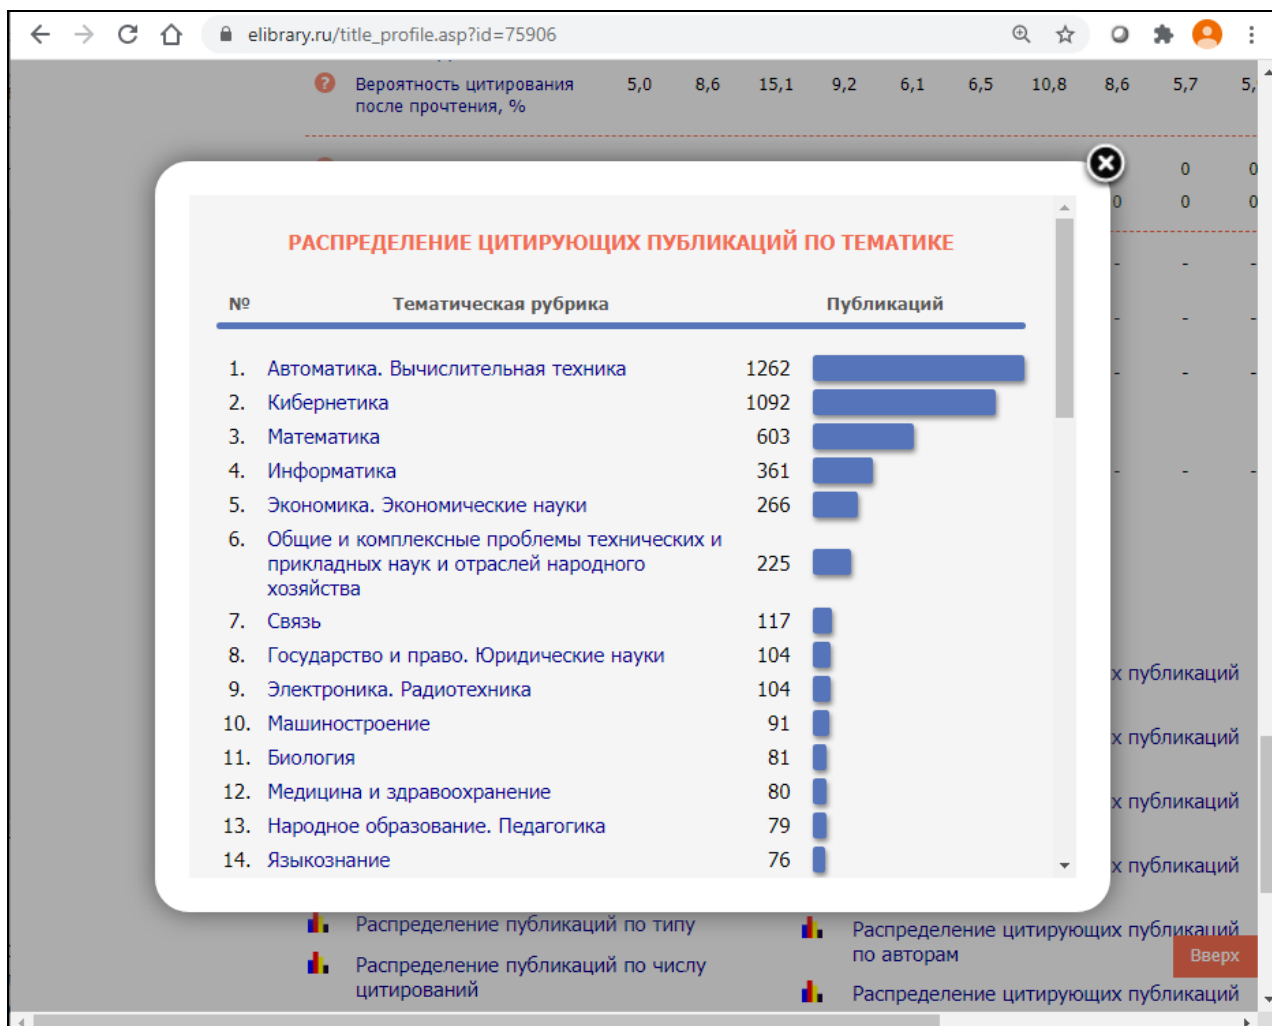 elibrary.ru/title_profile.asp?id=75906
Вероятность цитирования 5,0 8,6 15,1 9,2 6,1 6,5 10,8 8,6 5,7 5,
после прочтения, %
0 0
0 0 0
РАСПРЕДЕЛЕНИЕ ЦИТИРУЮЩИХ ПУБЛИКАЦИЙ ПО ТЕМАТИКЕ
- - -
№ Тематическая рубрика Публикаций
- - -
1. Автоматика. Вычислительная техника 1262
- - -
2. Кибернетика 1092
3. Математика 603
4. Информатика 361
- - -
5. Экономика. Экономические науки 266
6. Общие и комплексные проблемы технических и
прикладных наук и отраслей народного 225
хозяйства
7. Связь 117
8. Государство и право. Юридические науки 104
х публикаций
9. Электроника. Радиотехника 104
10. Машиностроение 91
х публикаций
11. Биология 81
12. Медицина и здравоохранение 80
х публикаций
13. Народное образование. Педагогика 79
14. Языкознание 76
х публикаций
Распределение публикаций по типу
Распределение цитирующих публикаций
по авторам
Вверх
Распределение публикаций по числу
цитирований
Распределение цитирующих публикаций